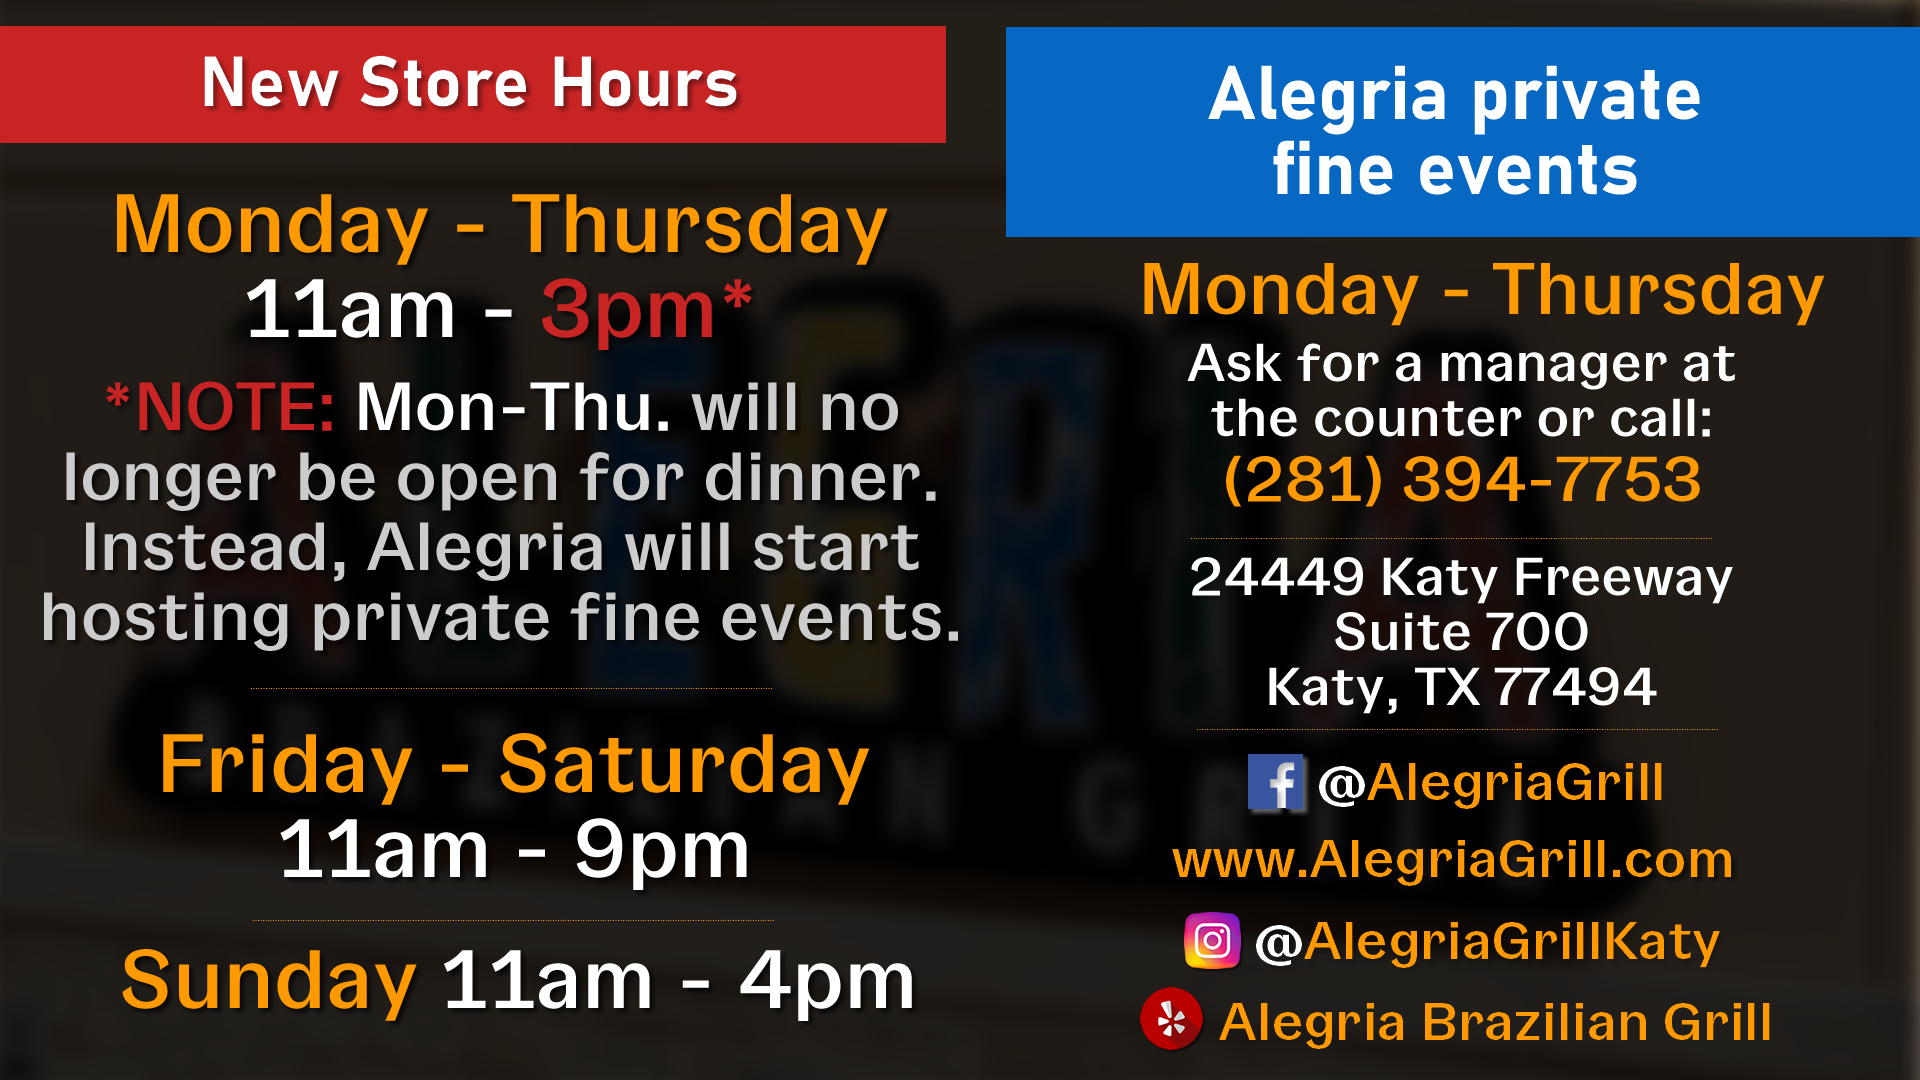 New Store Hours
Monday - Thursday
11am - 3pm*
*NOTE: Mon-Thu. will no
longer be open for dinner.
Instead, Alegria will start
hosting private fine events.
Friday - Saturday
11am - 9pm
Sunday 11am - 4pm
Alegria private
fine events
Monday - Thursday
Ask for a manager at
the counter or call:
(281) 394-7753
24449 Katy Freeway
Suite 700
Katy, TX 77494
@AlegriaGrill
www.AlegriaGrill.com
@AlegriaGrillKaty
Alegria Brazilian Grill
ALEGRIA
BRAZILIAN GRILL